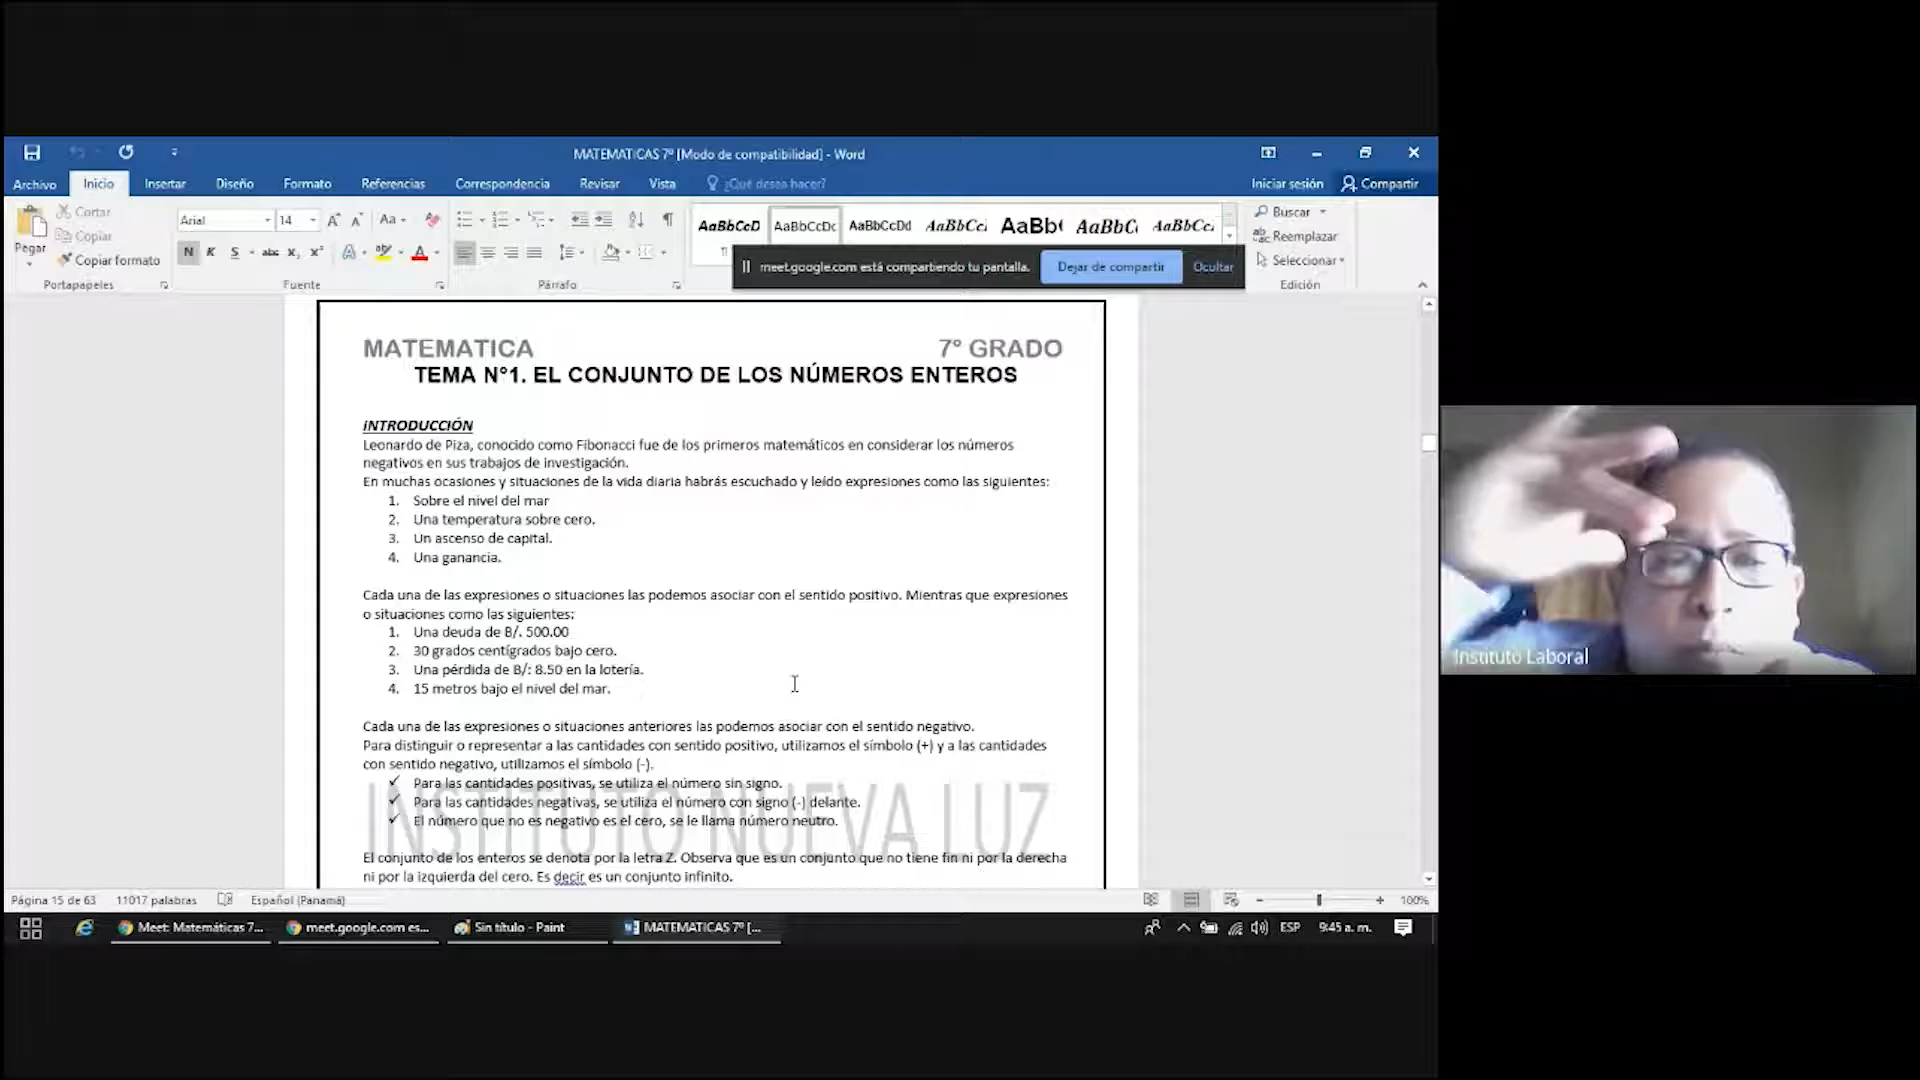 MATEMATICAS 7º [Modo de compatibilidad] - Word
Archivo Inicio Insertar Diseño Formato Referencias Correspondencia Revisar Vista ¿Qué desea hacer? Iniciar sesión Compartir
Pegar
Cortar
Copiar
Copiar formato
Portapapeles
Arial 14
N K S abc x₂ x²
Fuente
Párrafo
AaBbCcD AaBbCcDc AaBbCcDd AaBbCci AaBb( AaBbC( AaBbCc.
meet.google.com está compartiendo tu pantalla. Dejar de compartir Ocultar
Buscar
Reemplazar
Seleccionar
Edición
MATEMATICA 7° GRADO
TEMA N°1. EL CONJUNTO DE LOS NÚMEROS ENTEROS
INTRODUCCIÓN
Leonardo de Piza, conocido como Fibonacci fue de los primeros matemáticos en considerar los números
negativos en sus trabajos de investigación.
En muchas ocasiones y situaciones de la vida diaria habrás escuchado y leído expresiones como las siguientes:
1. Sobre el nivel del mar
2. Una temperatura sobre cero.
3. Un ascenso de capital.
4. Una ganancia.
Cada una de las expresiones o situaciones las podemos asociar con el sentido positivo. Mientras que expresiones
o situaciones como las siguientes:
1. Una deuda de B/. 500.00
2. 30 grados centígrados bajo cero.
3. Una pérdida de B/: 8.50 en la lotería.
4. 15 metros bajo el nivel del mar.
Cada una de las expresiones o situaciones anteriores las podemos asociar con el sentido negativo.
Para distinguir o representar a las cantidades con sentido positivo, utilizamos el símbolo (+) y a las cantidades
con sentido negativo, utilizamos el símbolo (-).
✓ Para las cantidades positivas, se utiliza el número sin signo.
✓ Para las cantidades negativas, se utiliza el número con signo (-) delante.
✓ El número que no es negativo es el cero, se le llama número neutro.
INSTITUTO NUEVA LUZ
El conjunto de los enteros se denota por la letra Z. Observa que es un conjunto que no tiene fin ni por la derecha
ni por la izquierda del cero. Es decir es un conjunto infinito.
Página 15 de 63 11017 palabras Español (Panamá) 100%
Meet: Matemáticas 7... meet.google.com es... Sin título - Paint MATEMATICAS 7º [... ESP 9:45 a. m.
Instituto Laboral